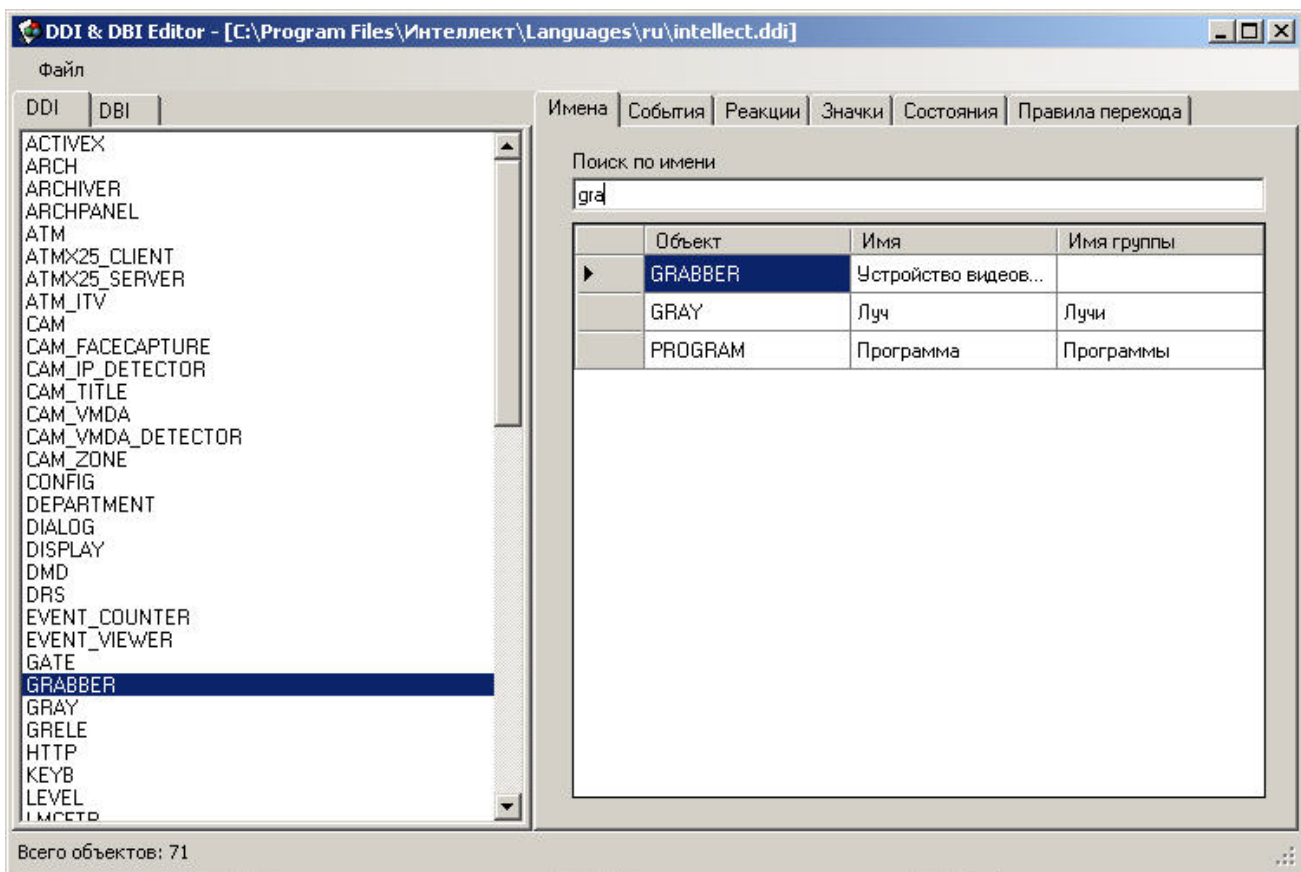 DDI & DBI Editor - [C:\Program Files\Интеллект\Languages\ru\intellect.ddi]
Файл
DDI DBI
ACTIVEX
ARCH
ARCHIVER
ARCHPANEL
ATM
ATMX25_CLIENT
ATMX25_SERVER
ATM_ITV
CAM
CAM_FACECAPTURE
CAM_IP_DETECTOR
CAM_TITLE
CAM_VMDA
CAM_VMDA_DETECTOR
CAM_ZONE
CONFIG
DEPARTMENT
DIALOG
DISPLAY
DMD
DRS
EVENT_COUNTER
EVENT_VIEWER
GATE
GRABBER
GRAY
GRELE
HTTP
KEYB
LEVEL
Имена События Реакции Значки Состояния Правила перехода
Поиск по имени
gra
Объект Имя Имя группы
GRABBER Устройство видеов...
GRAY Луч Лучи
PROGRAM Программа Программы
Всего объектов: 71